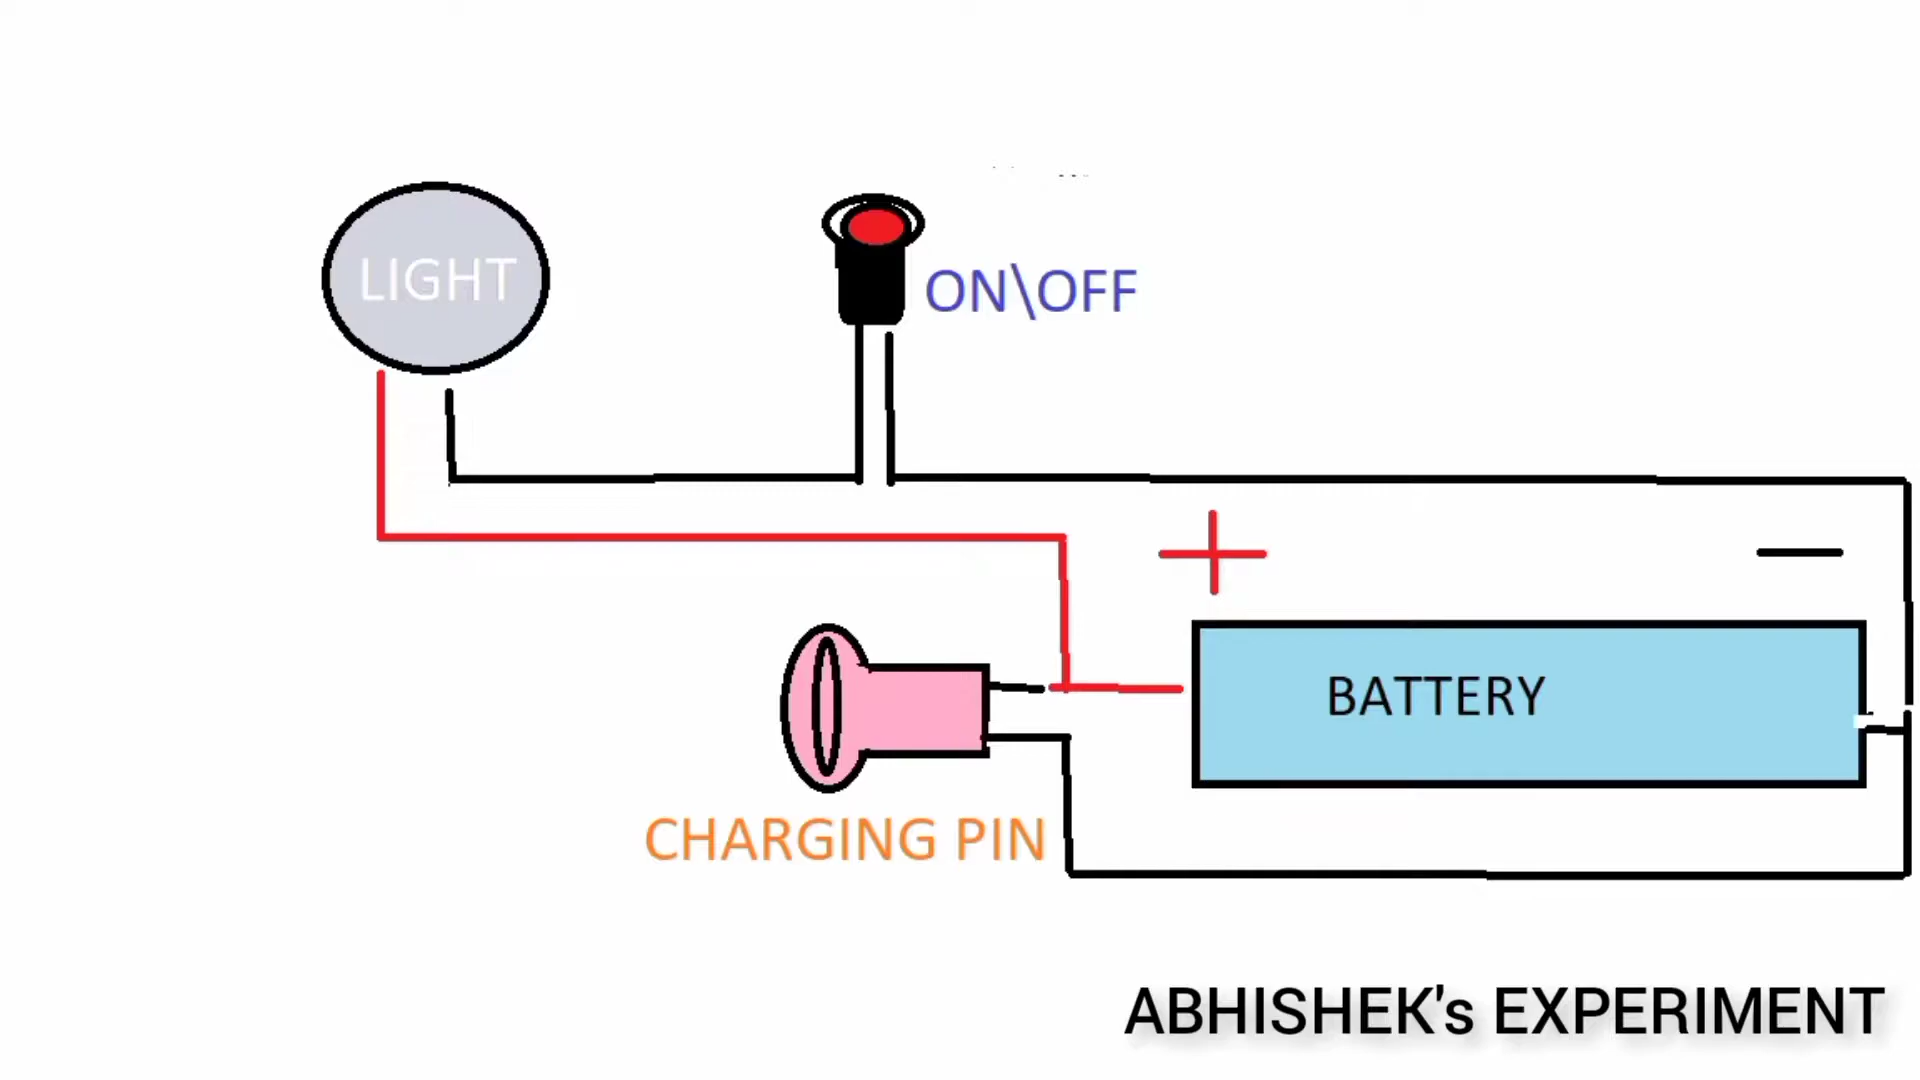 LIGHT
ON\OFF
+
—
BATTERY
CHARGING PIN
ABHISHEK's EXPERIMENT